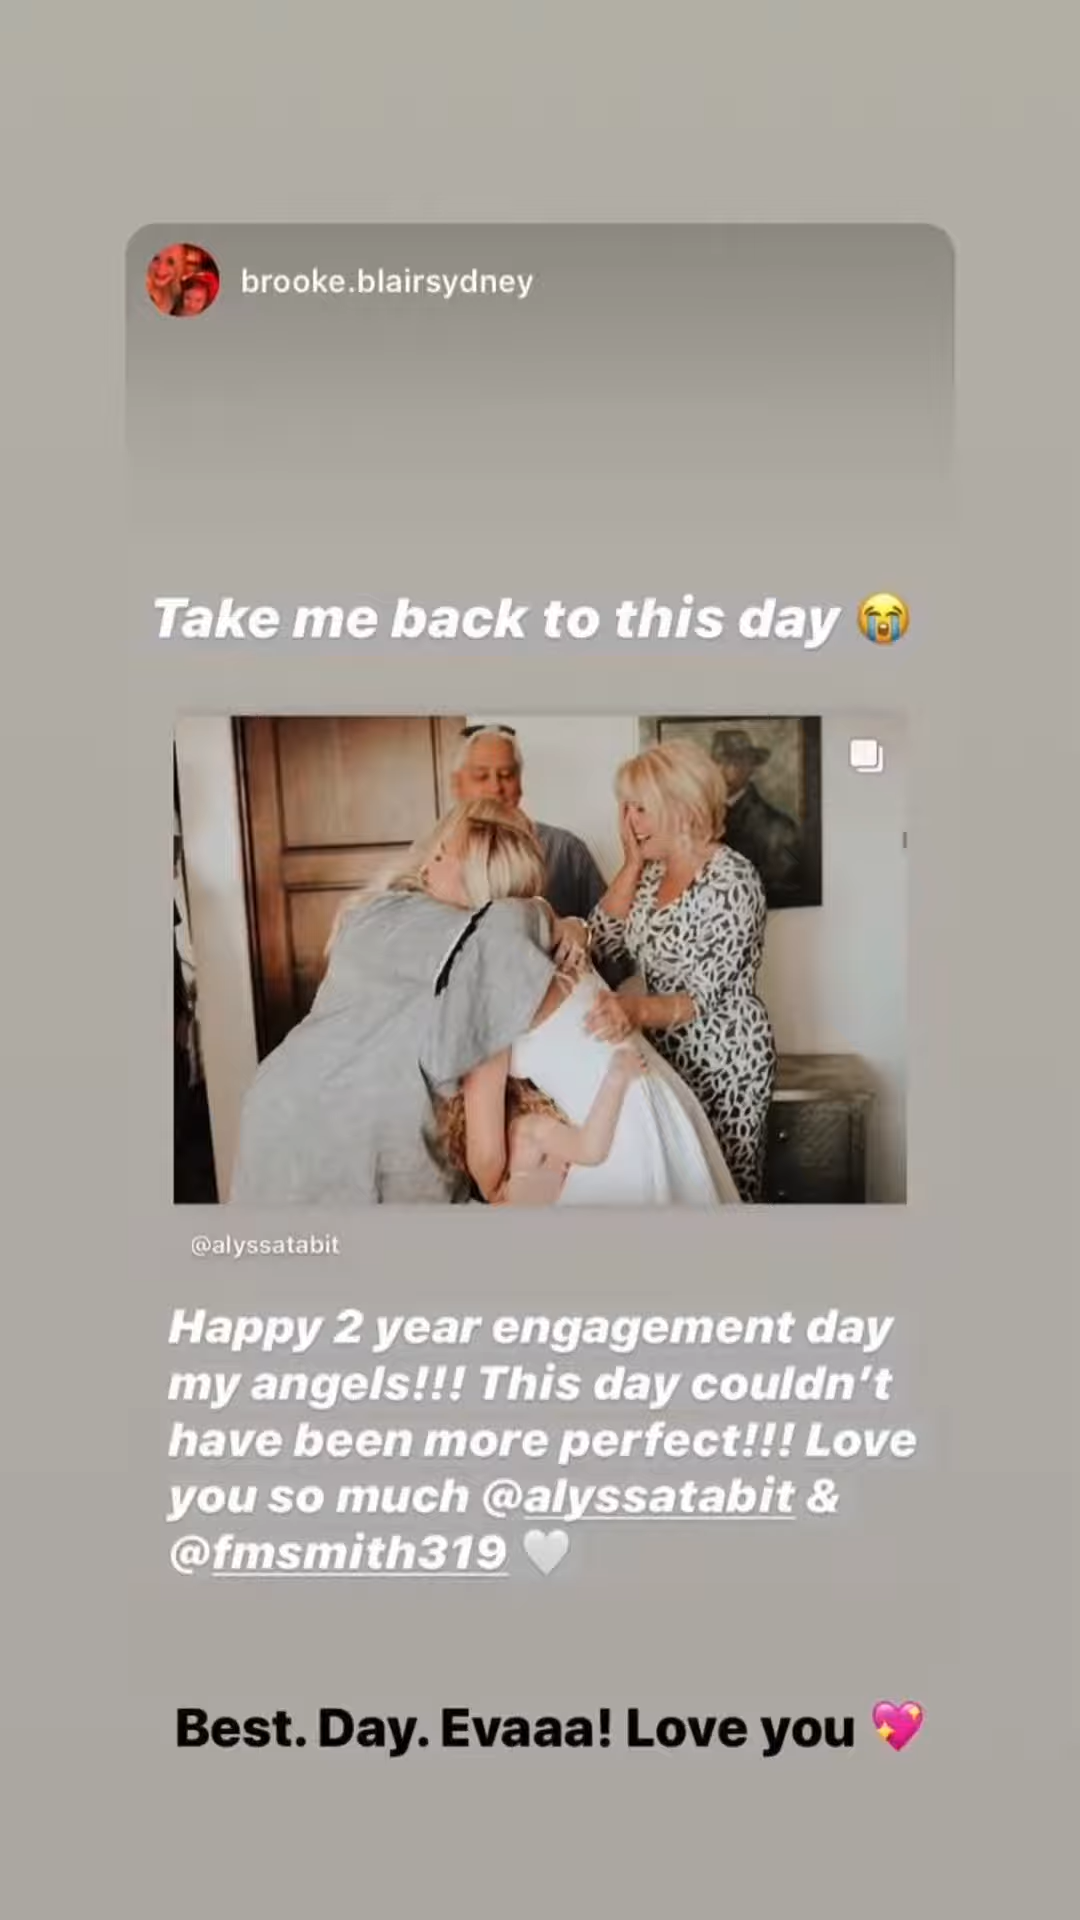 brooke.blairsydney
Take me back to this day 😭
@alyssatabit
Happy 2 year engagement day
my angels!!! This day couldn't
have been more perfect!!! Love
you so much @alyssatabit &
@fmsmith319 🤍
Best. Day. Evaaa! Love you 💖